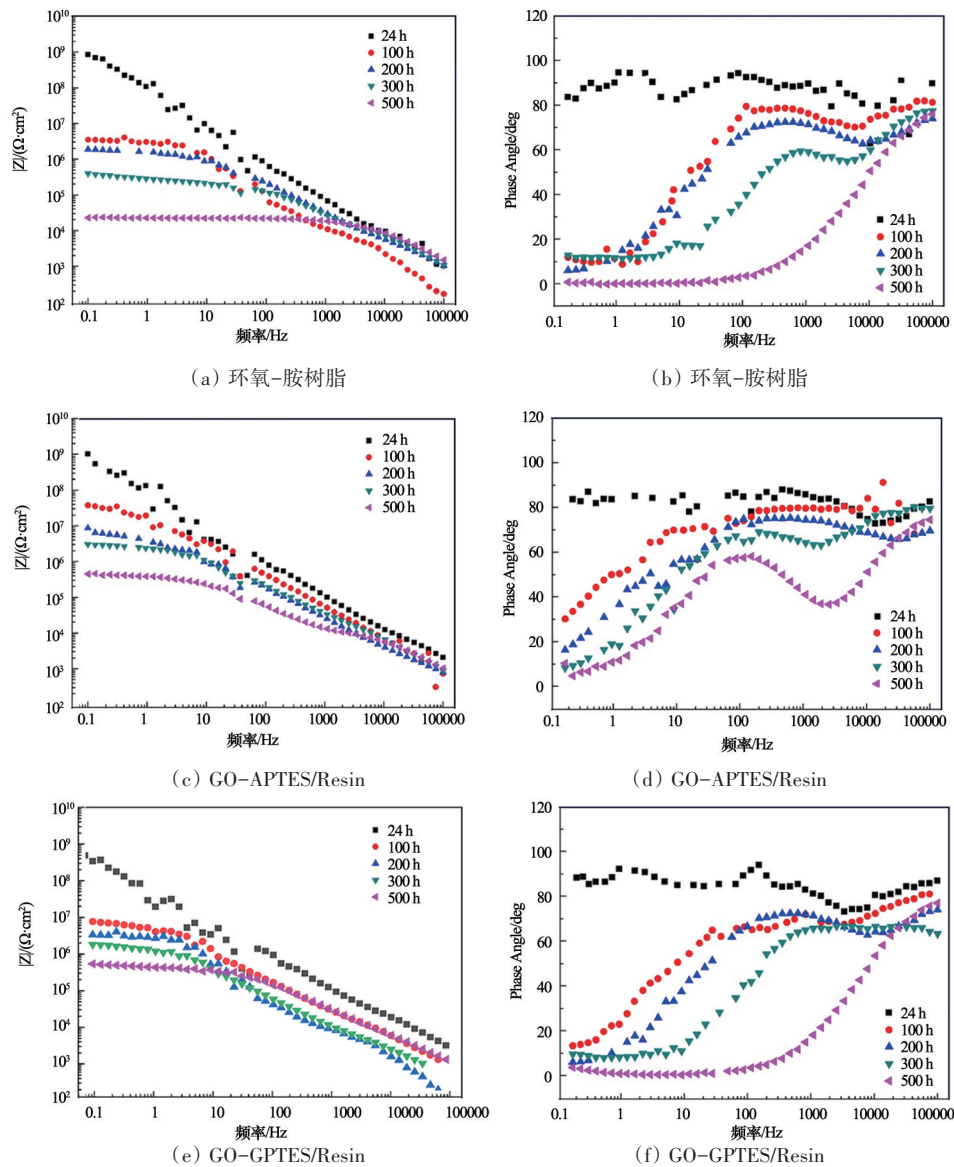 10¹⁰
10⁹
10⁸
10⁷
10⁶
10⁵
10⁴
10³
10²
|Z|/(Ω·cm²)
24 h
100 h
200 h
300 h
500 h
0.1 1 10 100 1000 10000 100000
频率/Hz
(a) 环氧-胺树脂
120
100
80
60
40
20
0
Phase Angle/deg
24 h
100 h
200 h
300 h
500 h
0.1 1 10 100 1000 10000 100000
频率/Hz
(b) 环氧-胺树脂
10¹⁰
10⁹
10⁸
10⁷
10⁶
10⁵
10⁴
10³
10²
|Z|/(Ω·cm²)
24 h
100 h
200 h
300 h
500 h
0.1 1 10 100 1000 10000 100000
频率/Hz
(c) GO-APTES/Resin
120
100
80
60
40
20
0
Phase Angle/deg
24 h
100 h
200 h
300 h
500 h
0.1 1 10 100 1000 10000 100000
频率/Hz
(d) GO-APTES/Resin
10¹⁰
10⁹
10⁸
10⁷
10⁶
10⁵
10⁴
10³
10²
|Z|/(Ω·cm²)
24 h
100 h
200 h
300 h
500 h
0.1 1 10 100 1000 10000 100000
频率/Hz
(e) GO-GPTES/Resin
120
100
80
60
40
20
0
Phase Angle/deg
24 h
100 h
200 h
300 h
500 h
0.1 1 10 100 1000 10000 100000
频率/Hz
(f) GO-GPTES/Resin